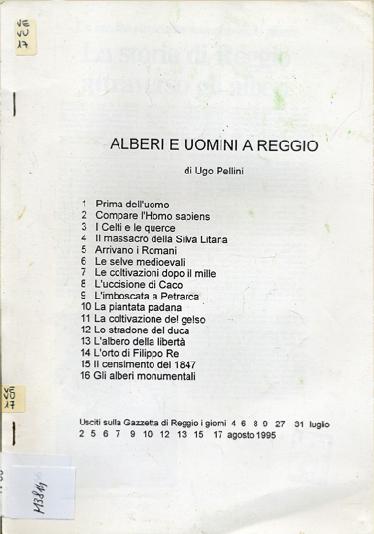 VE
VU
17
ALBERI E UOMINI A REGGIO
di Ugo Pellini
1 Prima dell'uomo
2 Compare l'Homo sapiens
3 I Celti e le querce
4 Il massacro della Silva Litana
5 Arrivano i Romani
6 Le selve medioevali
7 Le coltivazioni dopo il mille
8 L'uccisione di Caco
9 L'imboscata a Petrarca
10 La piantata padana
11 La coltivazione del gelso
12 Lo stradone del duca
13 L'albero della libertà
14 L'orto di Filippo Re
15 Il censimento del 1847
16 Gli alberi monumentali
Usciti sulla Gazzetta di Reggio i giorni 4 6 8 9 27 31 luglio
2 5 6 7 9 10 12 13 15 17 agosto 1995
17